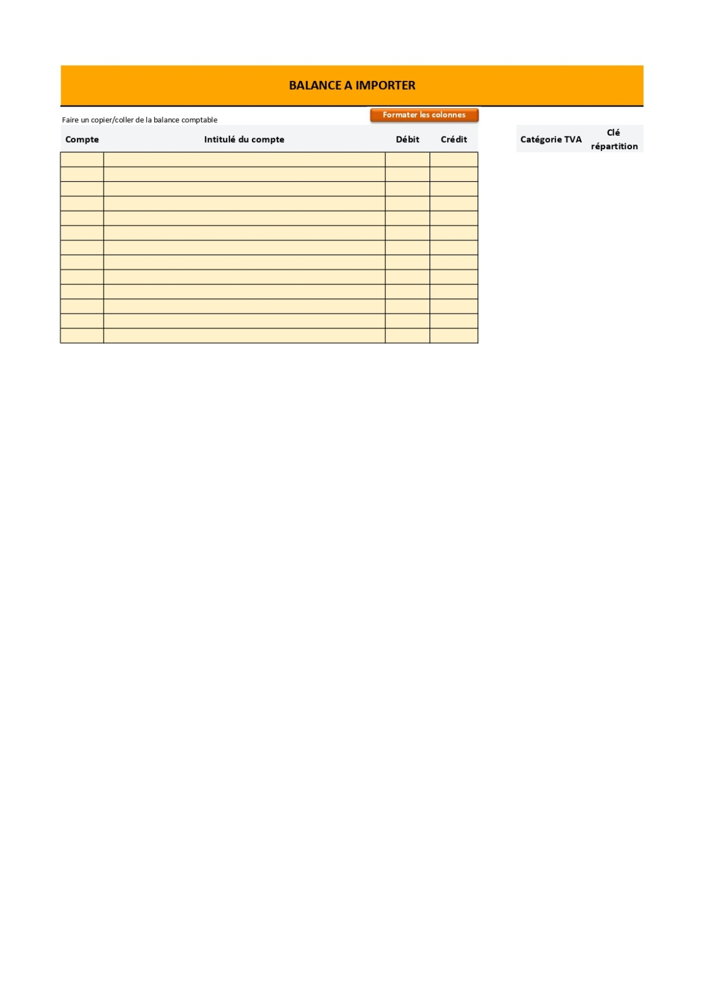 BALANCE A IMPORTER
Formater les colonnes
Faire un copier/coller de la balance comptable
Compte Intitulé du compte Débit Crédit Catégorie TVA Clé
répartition